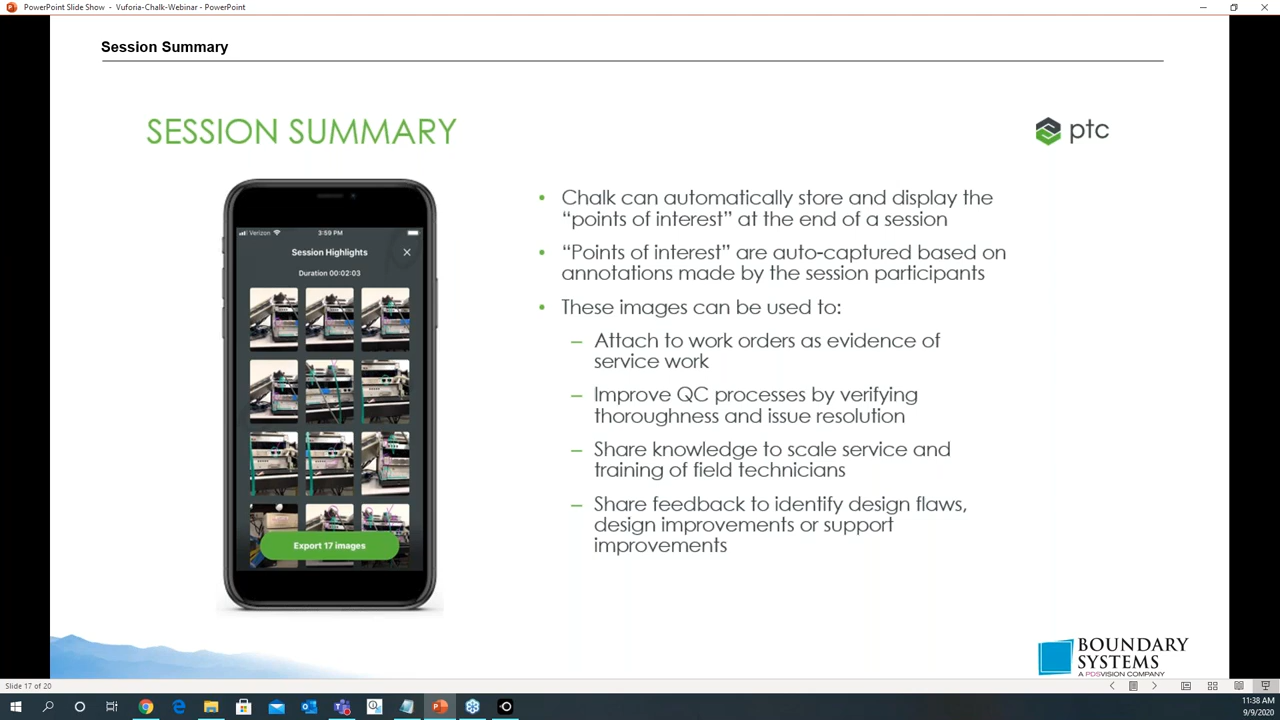 PowerPoint Slide Show - Vuforia-Chalk-Webinar - PowerPoint
Session Summary
SESSION SUMMARY
ptc
Verizon
3:59 PM
Session Highlights
Duration 00:02:03
Export 17 images
• Chalk can automatically store and display the
“points of interest” at the end of a session
• “Points of interest” are auto-captured based on
annotations made by the session participants
• These images can be used to:
– Attach to work orders as evidence of
service work
– Improve QC processes by verifying
thoroughness and issue resolution
– Share knowledge to scale service and
training of field technicians
– Share feedback to identify design flaws,
design improvements or support
improvements
BOUNDARY
SYSTEMS
A PDSVISION COMPANY
Slide 17 of 20
11:38 AM
9/9/2020